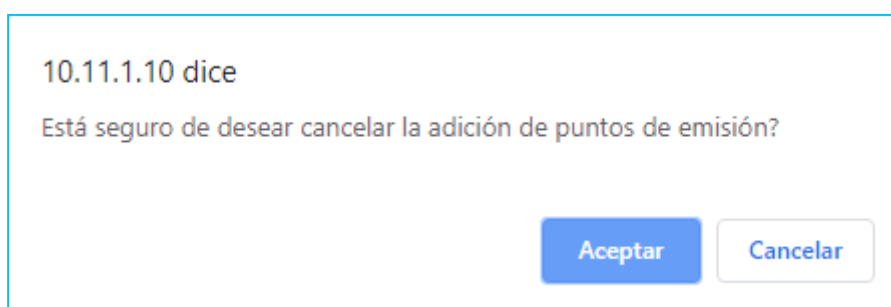 10.11.1.10 dice
Está seguro de desear cancelar la adición de puntos de emisión?
Aceptar
Cancelar